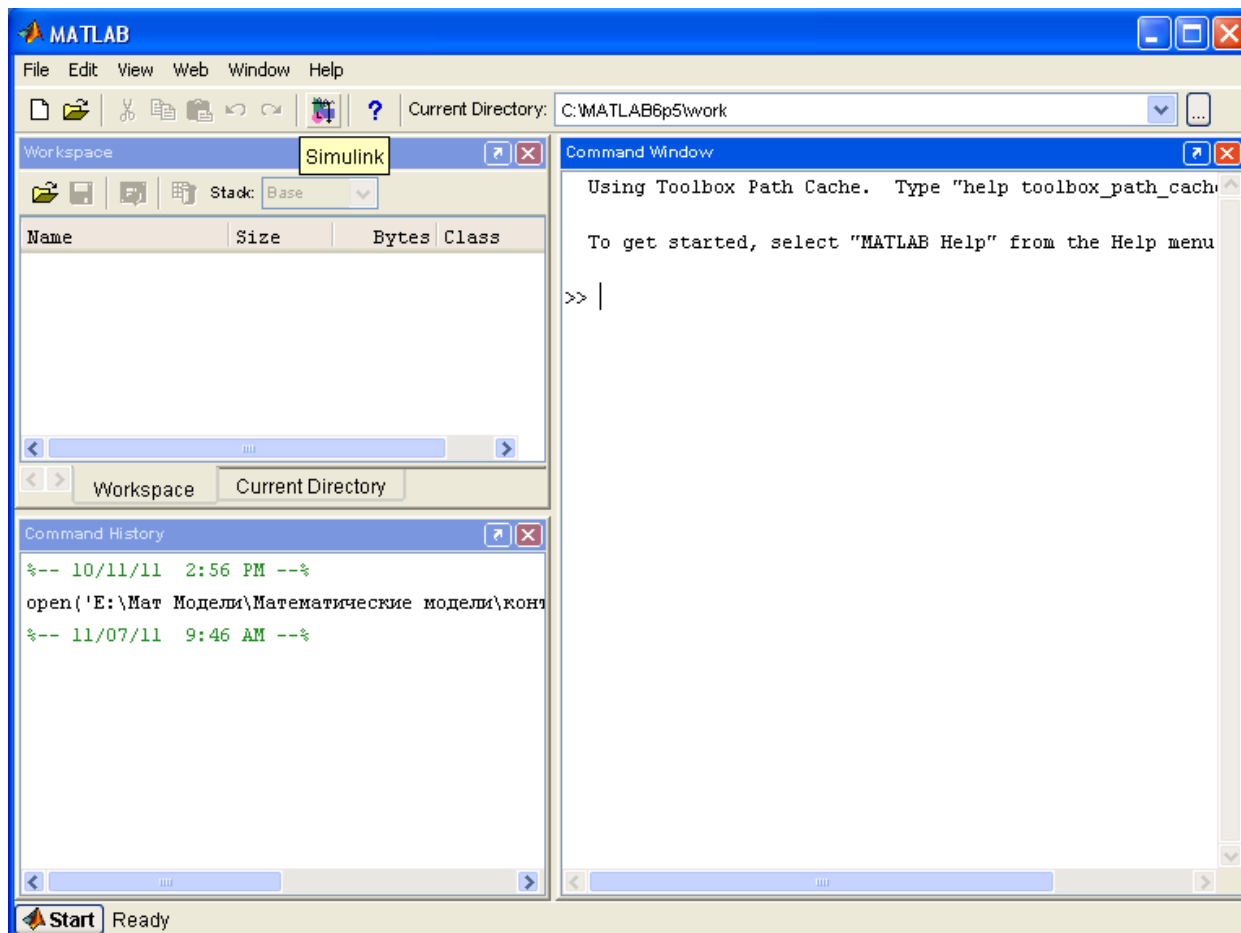 MATLAB
File Edit View Web Window Help
? Current Directory: C:\MATLAB6p5\work ...
Simulink
Workspace
Stack: Base
Name Size Bytes Class
Workspace Current Directory
Command History
%-- 10/11/11 2:56 PM --%
open('E:\Мат Модели\Математические модели\конт
%-- 11/07/11 9:46 AM --%
Command Window
Using Toolbox Path Cache. Type "help toolbox_path_cach
To get started, select "MATLAB Help" from the Help menu
>>
Start Ready